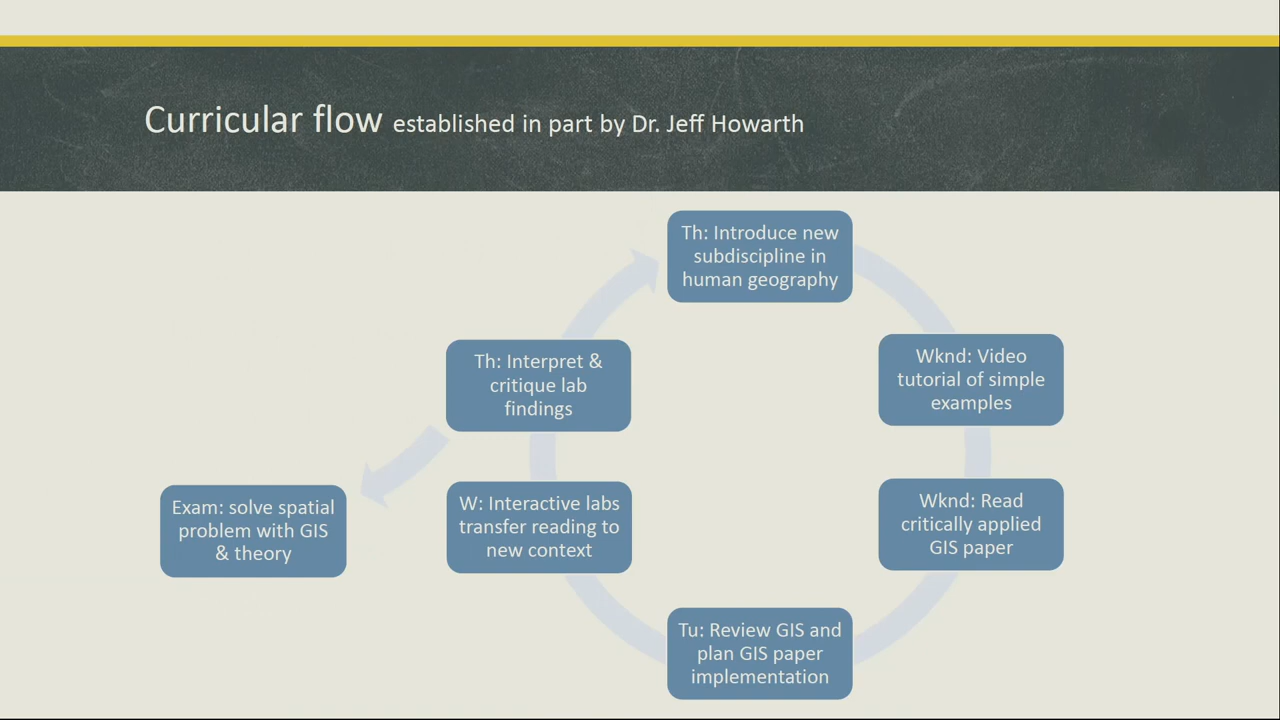 Curricular flow established in part by Dr. Jeff Howarth
Th: Introduce new
subdiscipline in
human geography
Wknd: Video
tutorial of simple
examples
Wknd: Read
critically applied
GIS paper
Tu: Review GIS and
plan GIS paper
implementation
W: Interactive labs
transfer reading to
new context
Th: Interpret &
critique lab
findings
Exam: solve spatial
problem with GIS
& theory